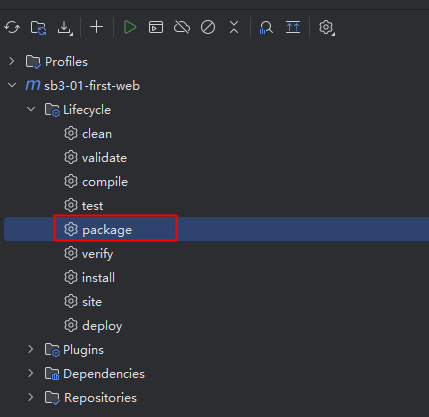 Profiles
sb3-01-first-web
Lifecycle
clean
validate
compile
test
package
verify
install
site
deploy
Plugins
Dependencies
Repositories